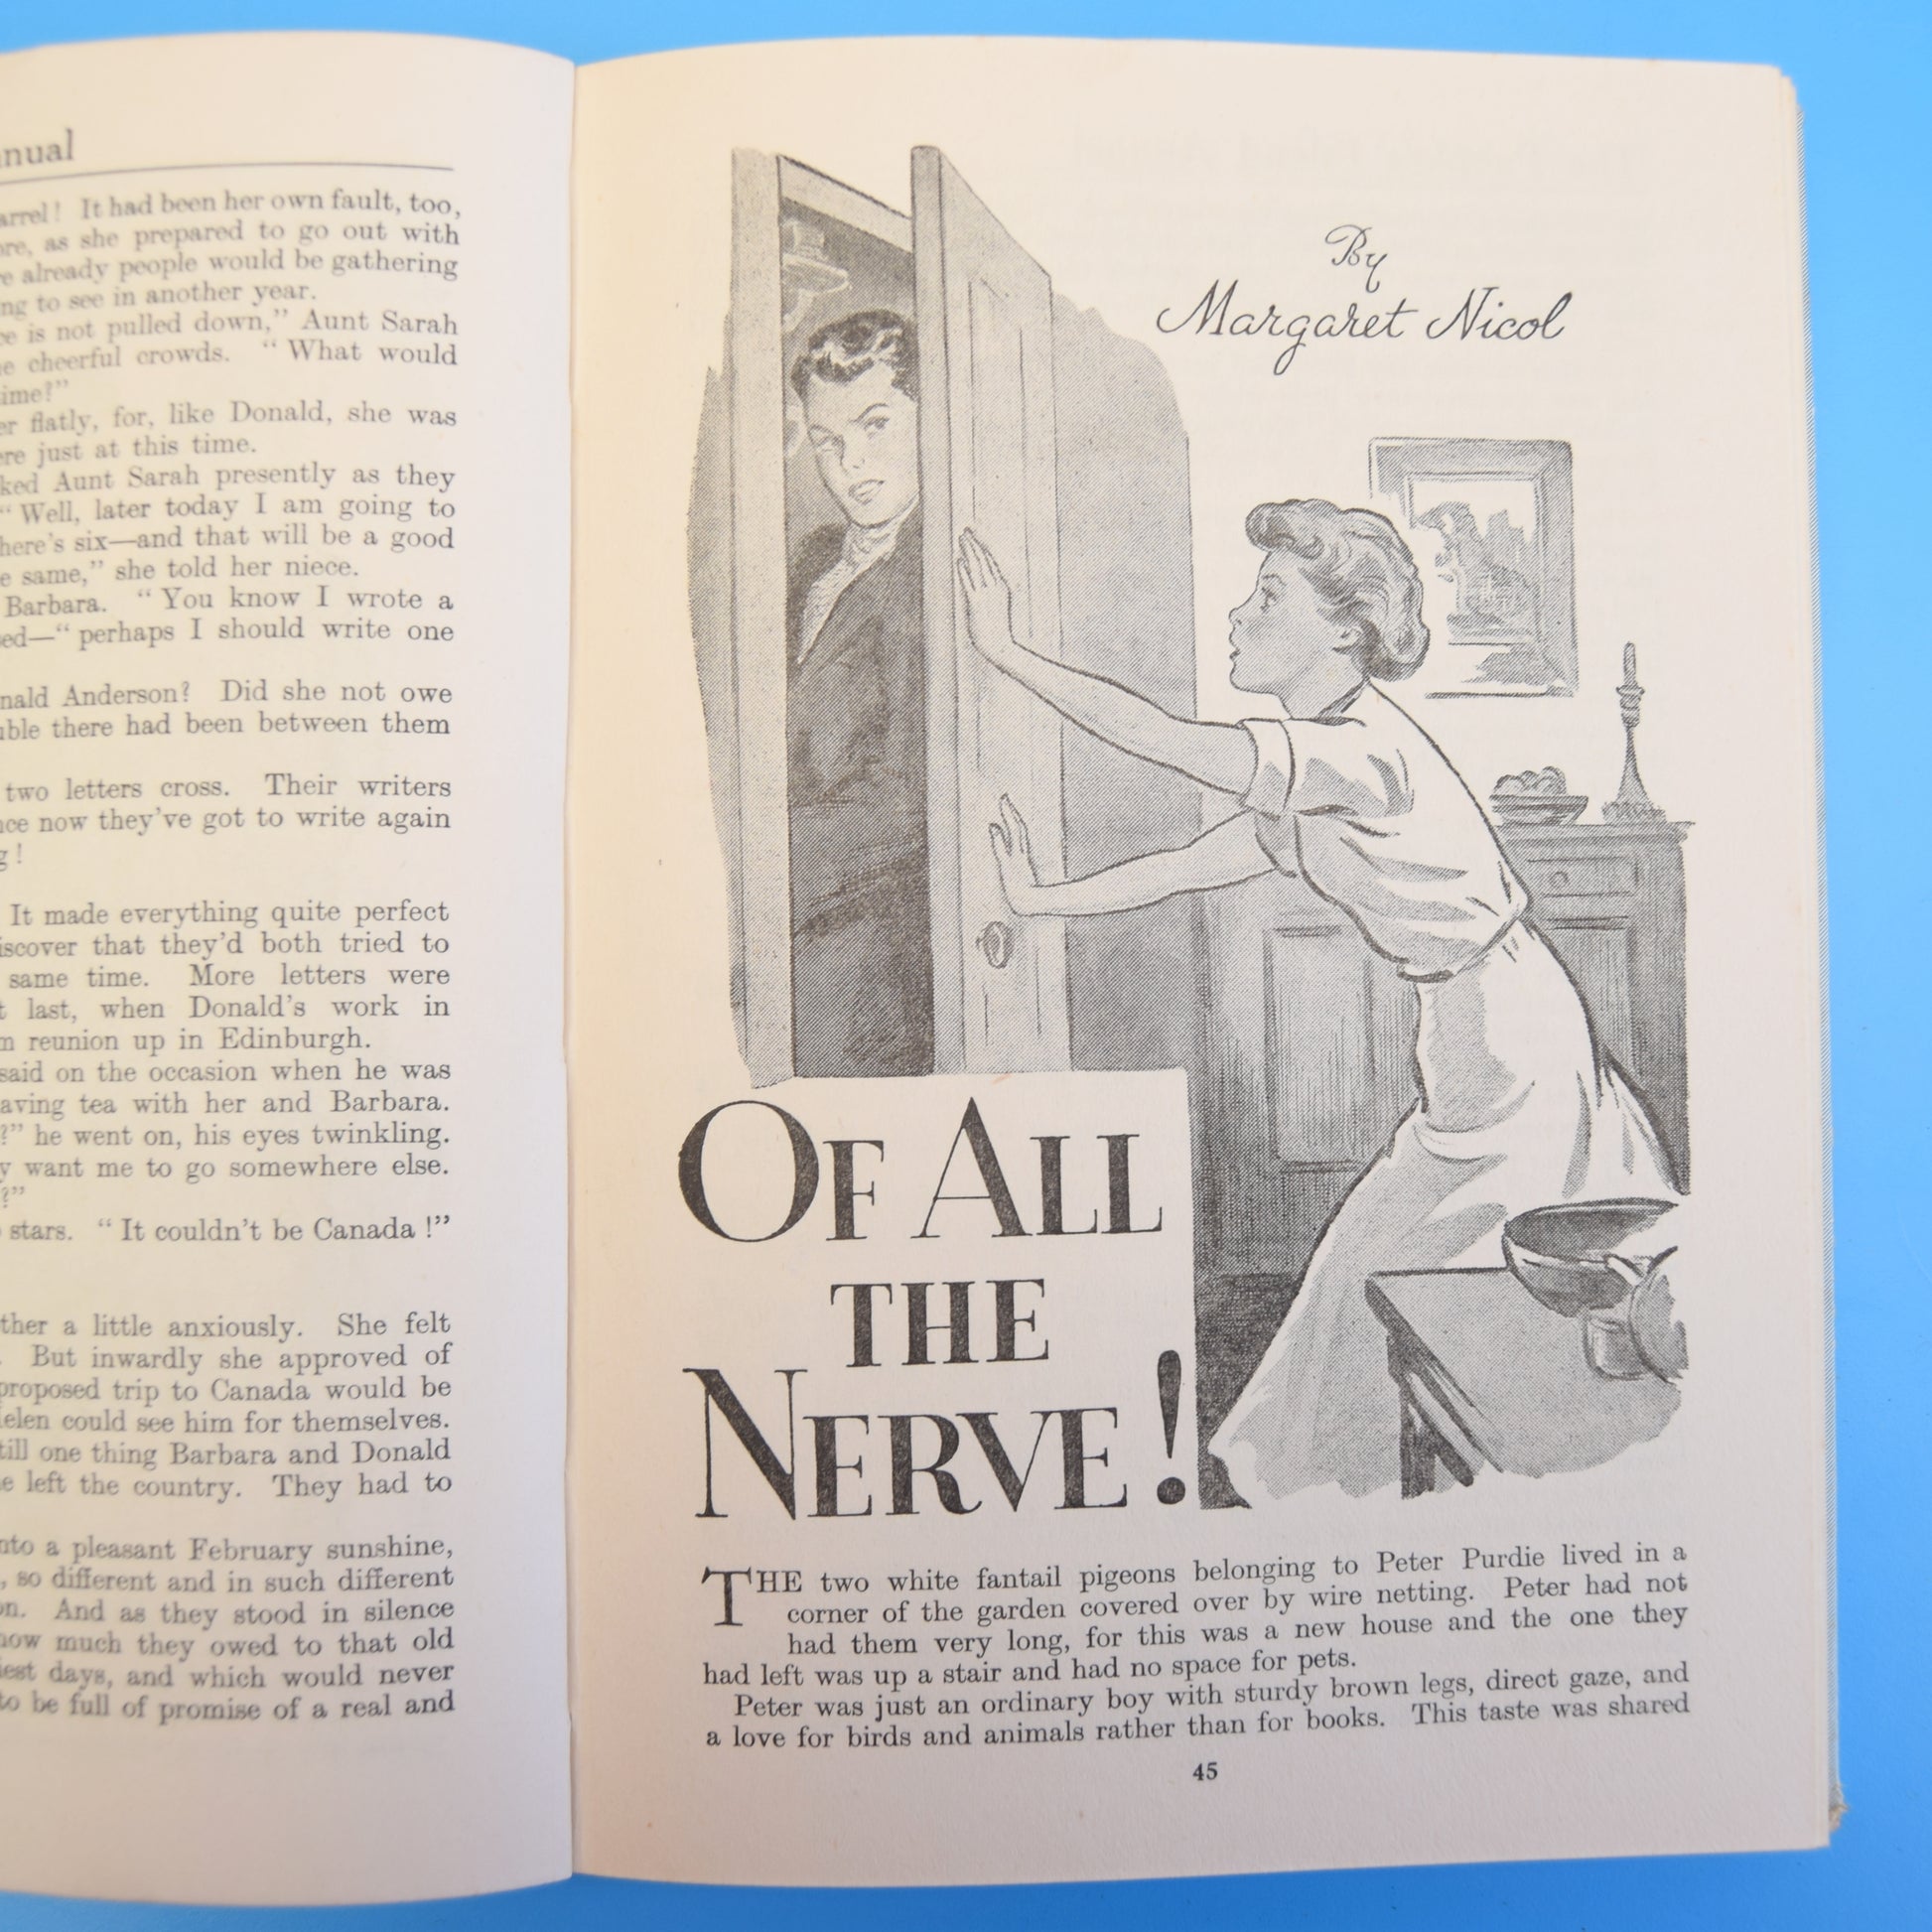 nual
It had been her own fault, too,
as she prepared to go out with
already people would be gathering
to see in another year.
is not pulled down,” Aunt Sarah
cheerful crowds. “ What would
flatly, for, like Donald, she was
just at this time.
Aunt Sarah presently as they
“ Well, later today I am going to
here's six—and that will be a good
same,” she told her niece.
Barbara. “ You know I wrote a
ed—“ perhaps I should write one
nald Anderson? Did she not owe
there had been between them
two letters cross. Their writers
now they've got to write again
It made everything quite perfect
iscover that they'd both tried to
same time. More letters were
last, when Donald's work in
reunion up in Edinburgh.
said on the occasion when he was
aving tea with her and Barbara.
?” he went on, his eyes twinkling.
want me to go somewhere else.
?”
stars. “ It couldn't be Canada !”
ther a little anxiously. She felt
But inwardly she approved of
proposed trip to Canada would be
elen could see him for themselves.
till one thing Barbara and Donald
left the country. They had to
nto a pleasant February sunshine,
, so different and in such different
And as they stood in silence
how much they owed to that old
iest days, and which would never
to be full of promise of a real and
By
Margaret Nicol
OF ALL
THE
NERVE!
THE two white fantail pigeons belonging to Peter Purdie lived in a
corner of the garden covered over by wire netting. Peter had not
had them very long, for this was a new house and the one they
had left was up a stair and had no space for pets.
Peter was just an ordinary boy with sturdy brown legs, direct gaze, and
a love for birds and animals rather than for books. This taste was shared
45